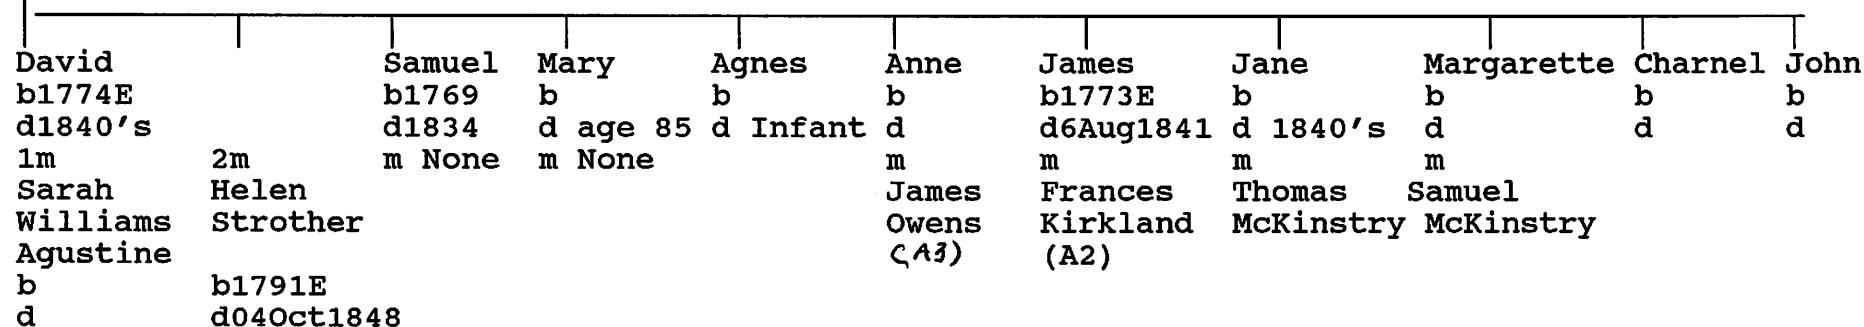 David Samuel Mary Agnes Anne James Jane Margarette Charnel John
b1774E b1769 b b b b1773E b b b b
d1840's d1834 d age 85 d Infant d d6Aug1841 d 1840's d d d
1m 2m m None m None m m m m
Sarah Helen James Frances Thomas Samuel
Williams Strother Owens Kirkland McKinstry McKinstry
Agustine (A3) (A2)
b b1791E
d d04Oct1848